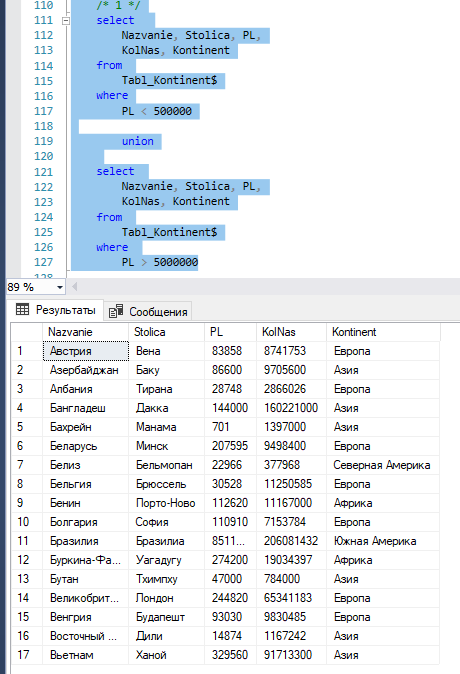 110 /* 1 */
111 select
112 Nazvanie, Stolica, PL,
113 KolNas, Kontinent
114 from
115 Tabl_Kontinent$
116 where
117 PL < 500000
118
119 union
120
121 select
122 Nazvanie, Stolica, PL,
123 KolNas, Kontinent
124 from
125 Tabl_Kontinent$
126 where
127 PL > 5000000
128
89 %
Результаты Сообщения
Nazvanie Stolica PL KolNas Kontinent
1 Австрия Вена 83858 8741753 Европа
2 Азербайджан Баку 86600 9705600 Азия
3 Албания Тирана 28748 2866026 Европа
4 Бангладеш Дакка 144000 160221000 Азия
5 Бахрейн Манама 701 1397000 Азия
6 Беларусь Минск 207595 9498400 Европа
7 Белиз Бельмопан 22966 377968 Северная Америка
8 Бельгия Брюссель 30528 11250585 Европа
9 Бенин Порто-Ново 112620 11167000 Африка
10 Болгария София 110910 7153784 Европа
11 Бразилия Бразилиа 8511... 206081432 Южная Америка
12 Буркина-Фа... Уагадугу 274200 19034397 Африка
13 Бутан Тхимпху 47000 784000 Азия
14 Великобрит... Лондон 244820 65341183 Европа
15 Венгрия Будапешт 93030 9830485 Европа
16 Восточный ... Дили 14874 1167242 Азия
17 Вьетнам Ханой 329560 91713300 Азия